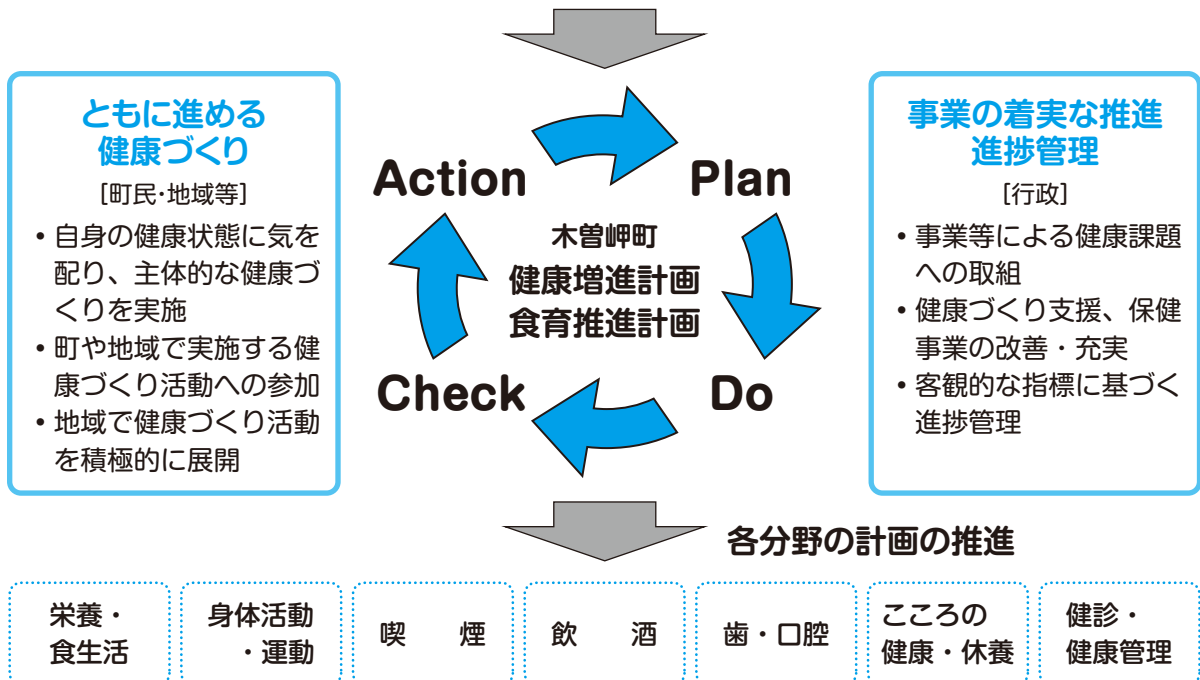 ともに進める
健康づくり
[町民・地域等]
• 自身の健康状態に気を
配り、主体的な健康づ
くりを実施
• 町や地域で実施する健
康づくり活動への参加
• 地域で健康づくり活動
を積極的に展開
Action
Plan
木曽岬町
健康増進計画
食育推進計画
Check
Do
事業の着実な推進
進捗管理
[行政]
• 事業等による健康課題
への取組
• 健康づくり支援、保健
事業の改善・充実
• 客観的な指標に基づく
進捗管理
各分野の計画の推進
栄養・
食生活
身体活動
・運動
喫　煙
飲　酒
歯・口腔
こころの
健康・休養
健診・
健康管理